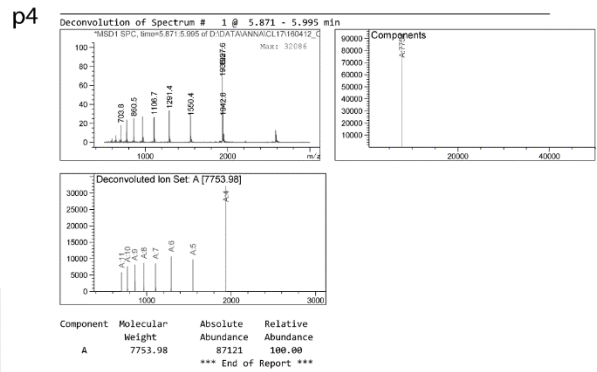 p4
Deconvolution of Spectrum # 1 @ 5.871 - 5.995 min
*MSD1 SPC, time=5.871:5.995 of D:\DATA\ANNA\CL17\160412_C
Max: 32086
100
80
60
40
20
0
703.8
860.5
1108.7
1291.4
1550.4
1942.8
1000
2000
m/z
Components
90000
80000
70000
60000
50000
40000
30000
20000
10000
20000
40000
Deconvoluted Ion Set: A [7753.98]
30000
25000
20000
15000
10000
5000
0
A:11
A:10
A:9
A:8
A:7
A:6
A:5
A:4
1000
2000
3000
Component Molecular Absolute Relative
Weight Abundance Abundance
A 7753.98 87121 100.00
*** End of Report ***